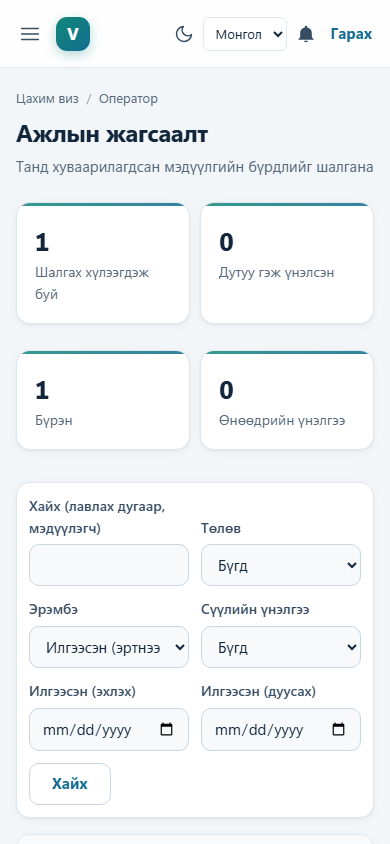 V
Монгол
Гарах
Цахим виз / Оператор
Ажлын жагсаалт
Танд хуваарилагдсан мэдүүлгийн бүрдлийг шалгана
1
Шалгах хүлээгдэж
буй
0
Дутуу гэж үнэлсэн
1
Бүрэн
0
Өнөөдрийн үнэлгээ
Хайх (лавлах дугаар,
мэдүүлэгч)
Төлөв
Бүгд
Эрэмбэ
Илгээсэн (эртнээ
Сүүлийн үнэлгээ
Бүгд
Илгээсэн (эхлэх)
mm/dd/yyyy
Илгээсэн (дуусах)
mm/dd/yyyy
Хайх